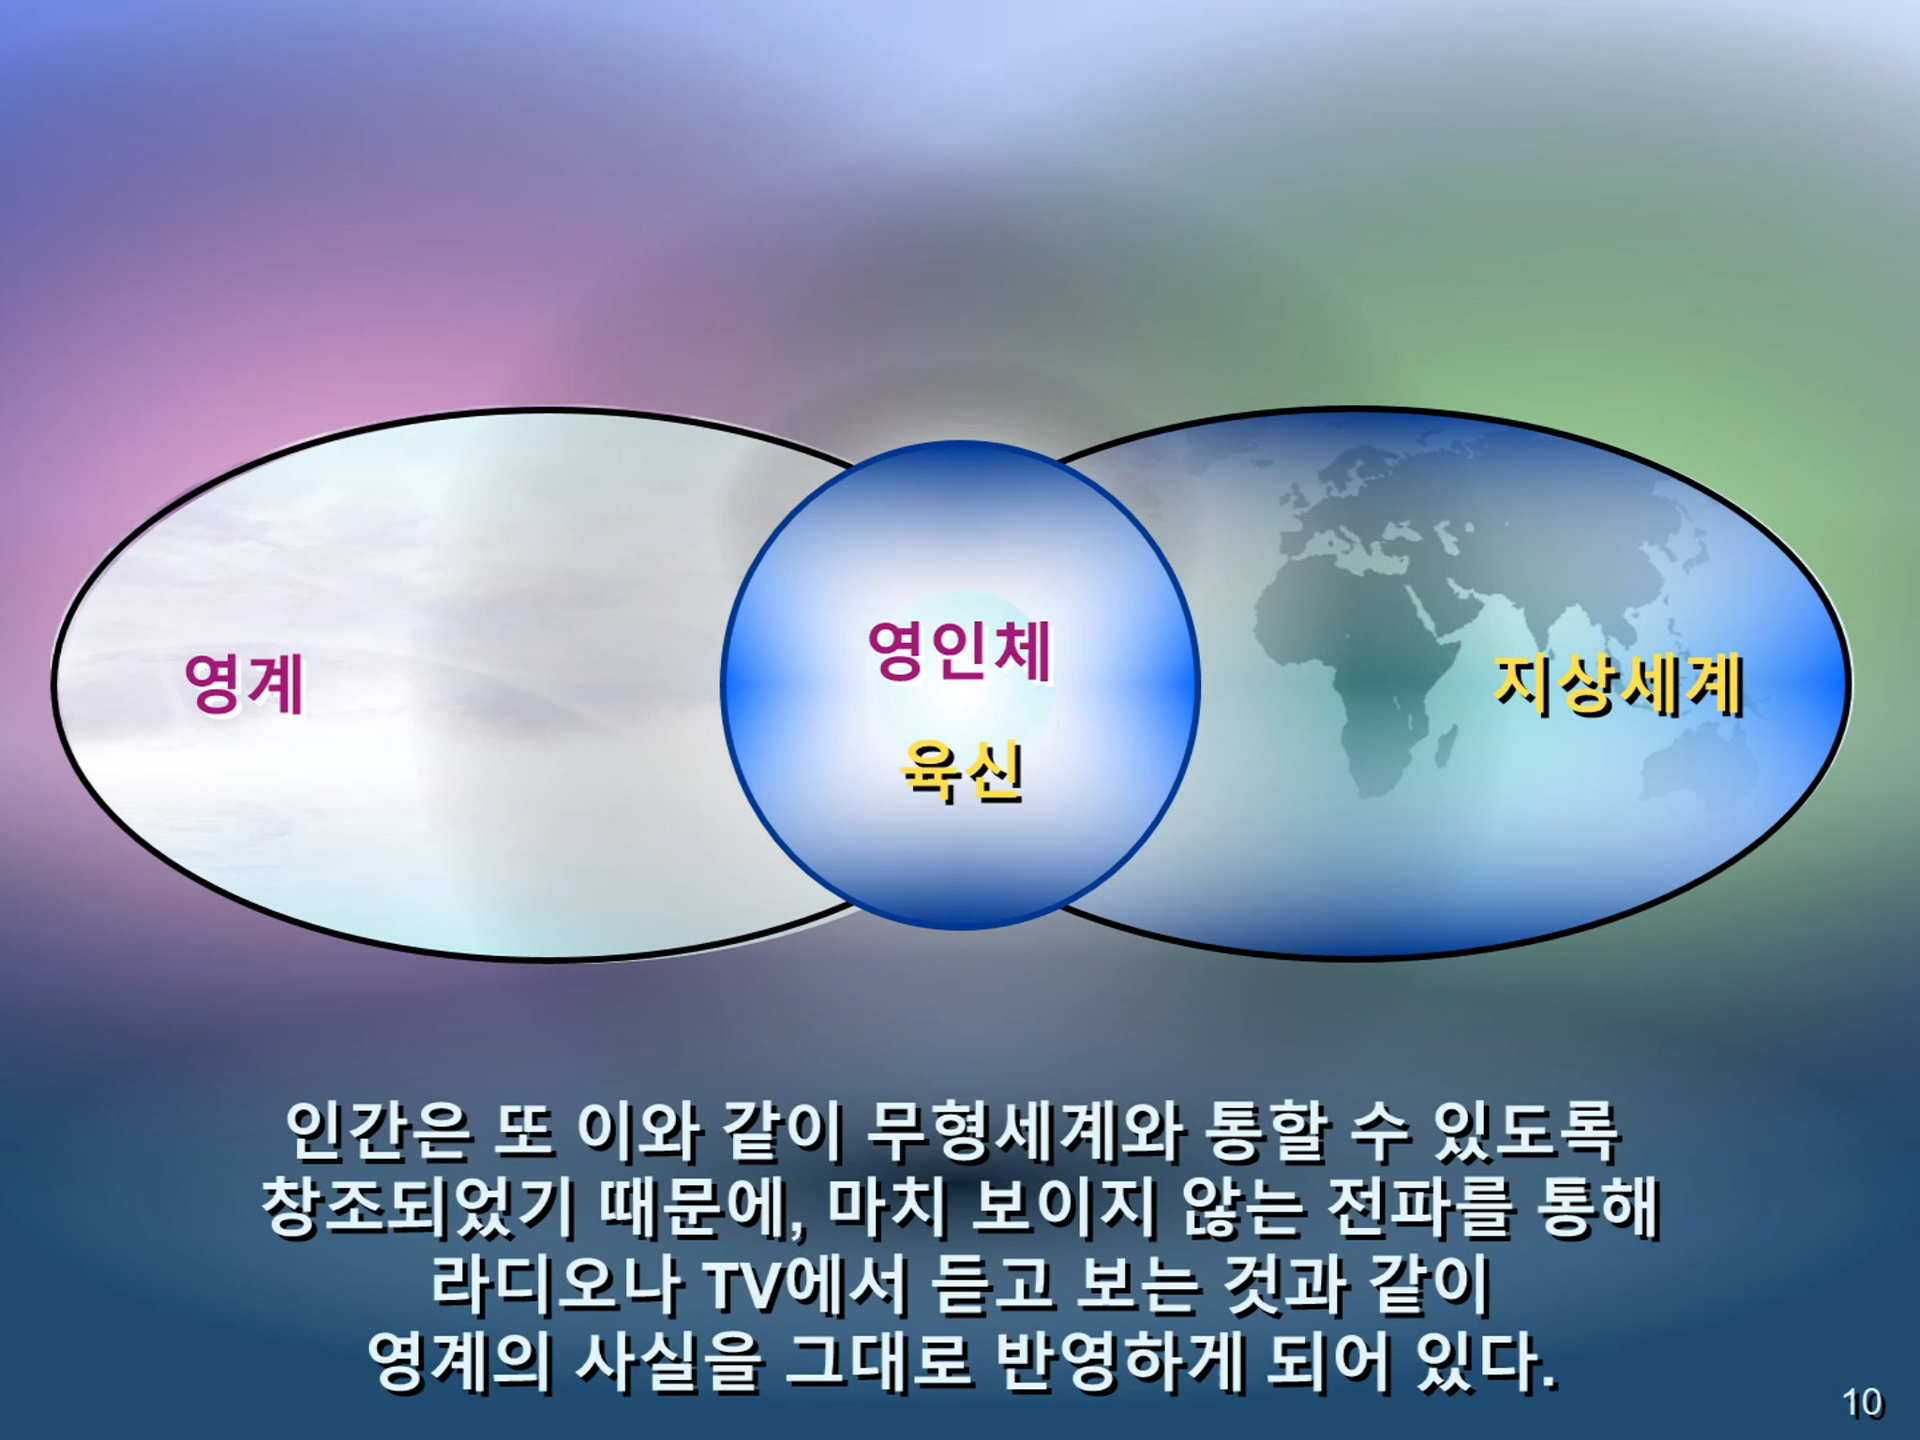 영계
영인체
육신
지상세계
인간은 또 이와 같이 무형세계와 통할 수 있도록
창조되었기 때문에, 마치 보이지 않는 전파를 통해
라디오나 TV에서 듣고 보는 것과 같이
영계의 사실을 그대로 반영하게 되어 있다.
10